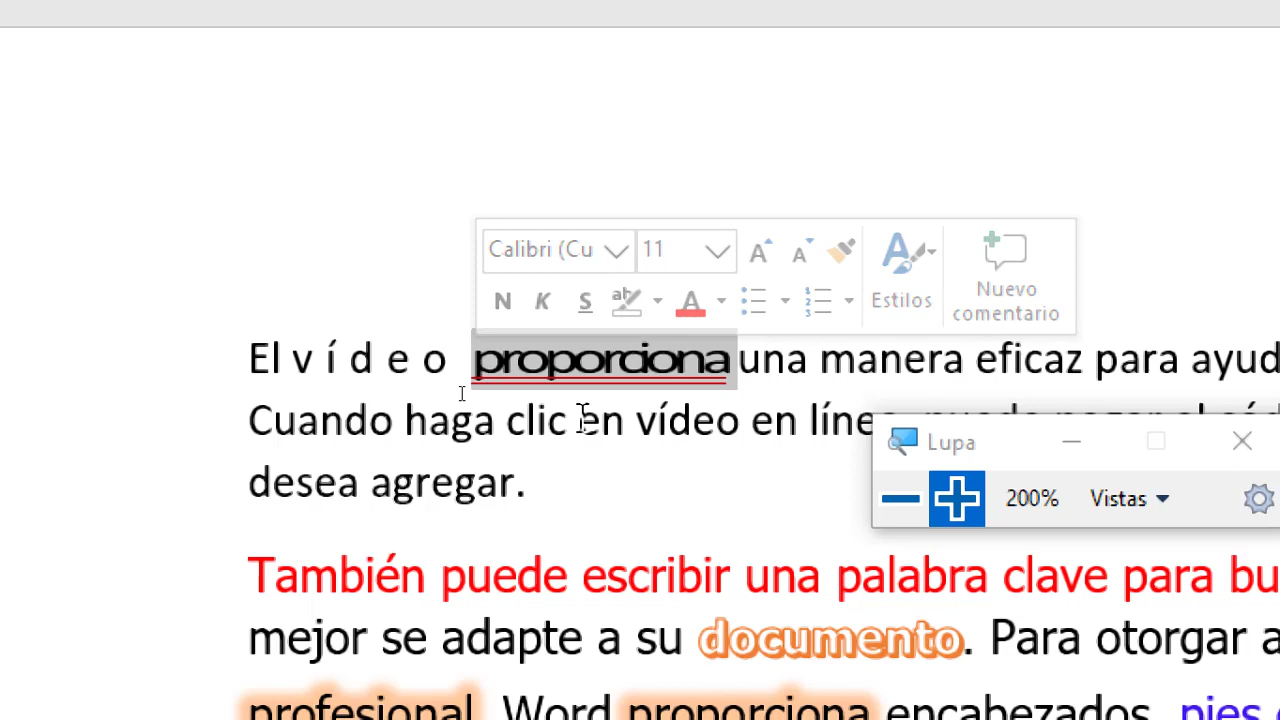 Calibri (Cu 11
N K S Estilos Nuevo comentario
El v í d e o proporciona una manera eficaz para ayud
Cuando haga clic en vídeo en líne
Lupa
desea agregar.
200% Vistas
También puede escribir una palabra clave para bu
mejor se adapte a su documento. Para otorgar a
profesional, Word proporciona encabezados, pies